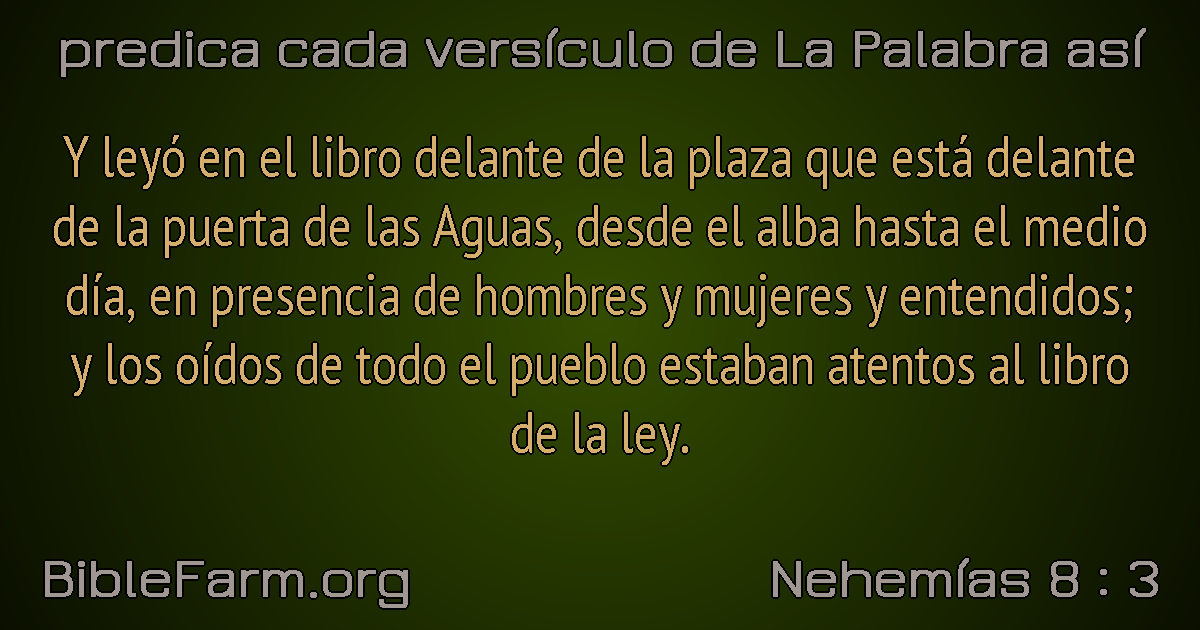 predica cada versículo de La Palabra así
Y leyó en el libro delante de la plaza que está delante
de la puerta de las Aguas, desde el alba hasta el medio
día, en presencia de hombres y mujeres y entendidos;
y los oídos de todo el pueblo estaban atentos al libro
de la ley.
BibleFarm.org
Nehemías 8 : 3